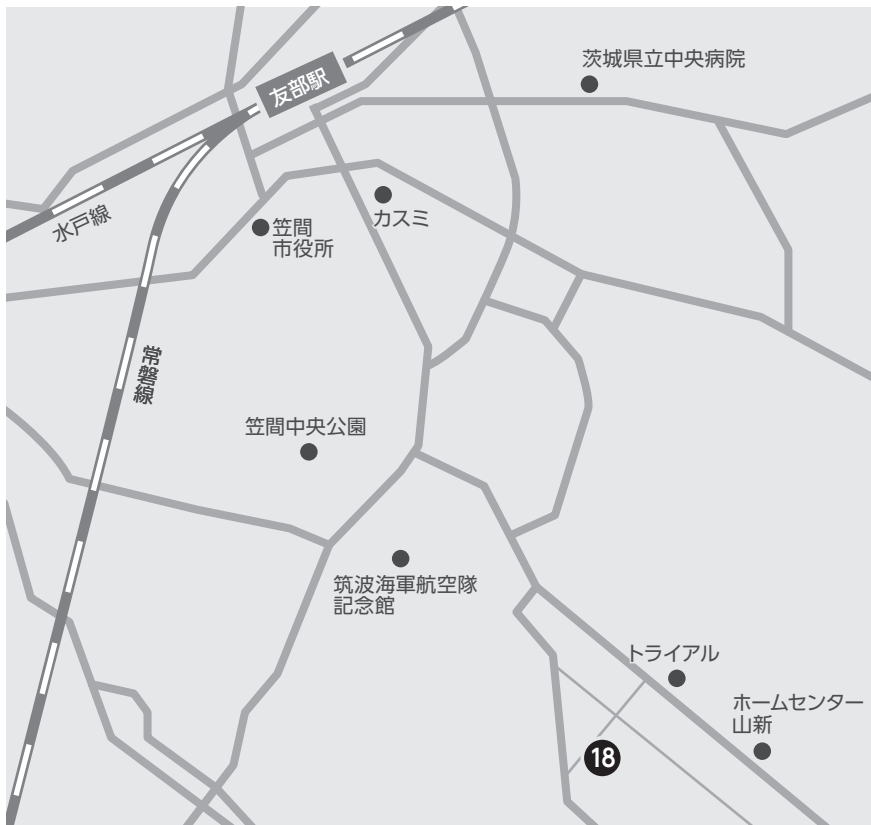 茨城県立中央病院
友部駅
水戸線
カスミ
笠間
市役所
常磐線
笠間中央公園
筑波海軍航空隊
記念館
トライアル
ホームセンター
山新
18